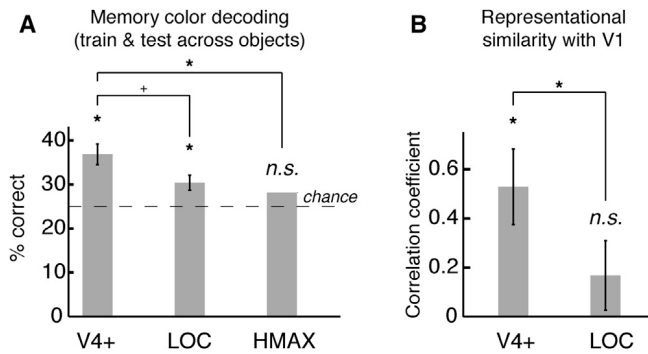 A
Memory color decoding
(train & test across objects)
*
+
*
*
n.s.
chance
% correct
40
30
20
10
0
V4+
LOC
HMAX
B
Representational
similarity with V1
*
*
n.s.
Correlation coefficient
0.6
0.4
0.2
0
V4+
LOC